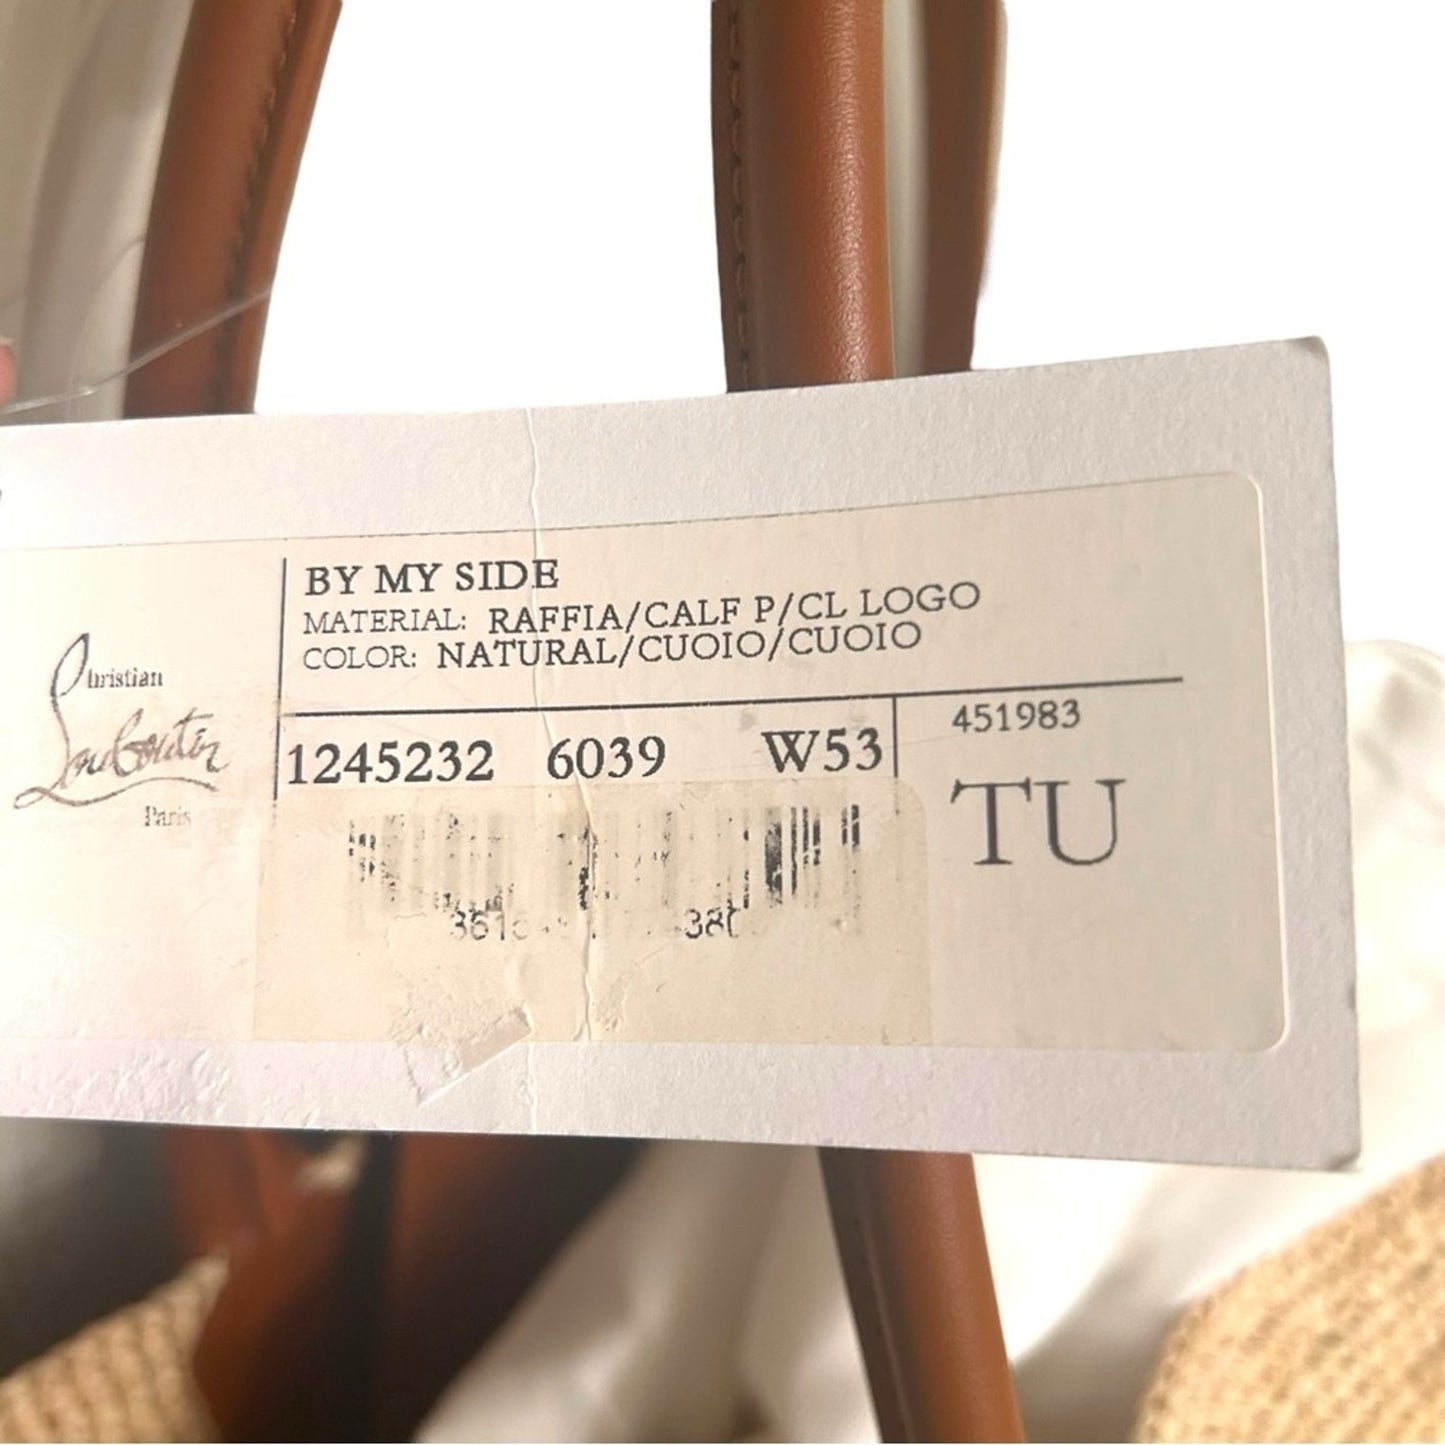 Christian
Louboutin
Paris
BY MY SIDE
MATERIAL: RAFFIA/CALF P/CL LOGO
COLOR: NATURAL/CUOIO/CUOIO
1245232 6039 W53
451983
TU